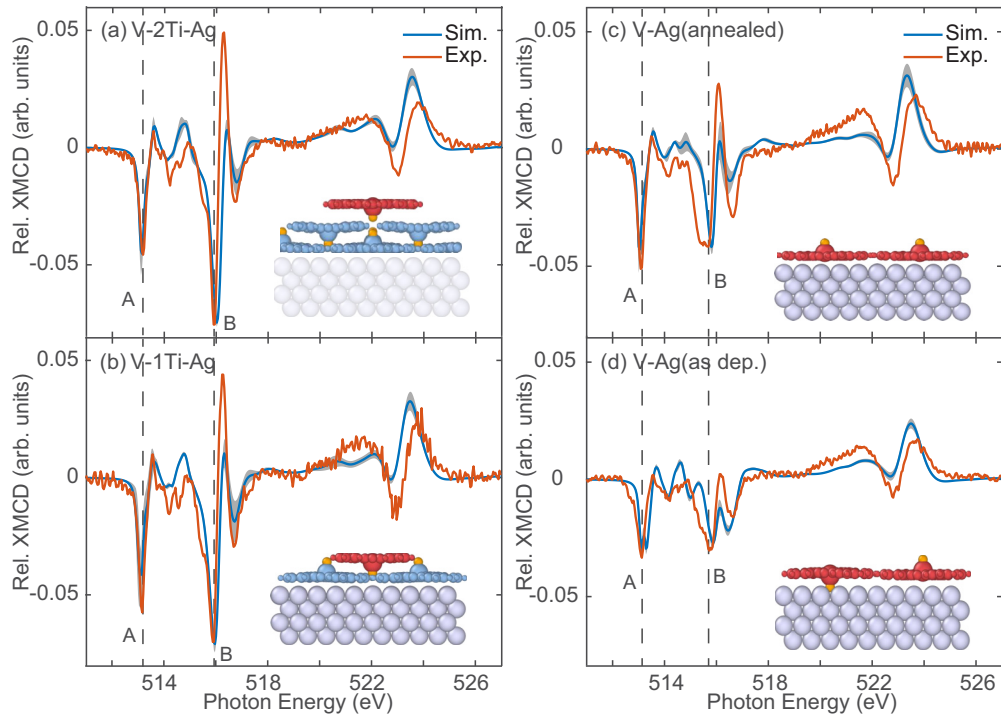 (a) V-2Ti-Ag
Sim.
Exp.
0.05
0
-0.05
Rel. XMCD (arb. units)
A
B
(c) V-Ag(annealed)
Sim.
Exp.
0.05
0
-0.05
Rel. XMCD (arb. units)
A
B
(b) V-1Ti-Ag
0.05
0
-0.05
Rel. XMCD (arb. units)
A
B
514 518 522 526
Photon Energy (eV)
(d) V-Ag(as dep.)
0.05
0
-0.05
Rel. XMCD (arb. units)
A
B
514 518 522 526
Photon Energy (eV)